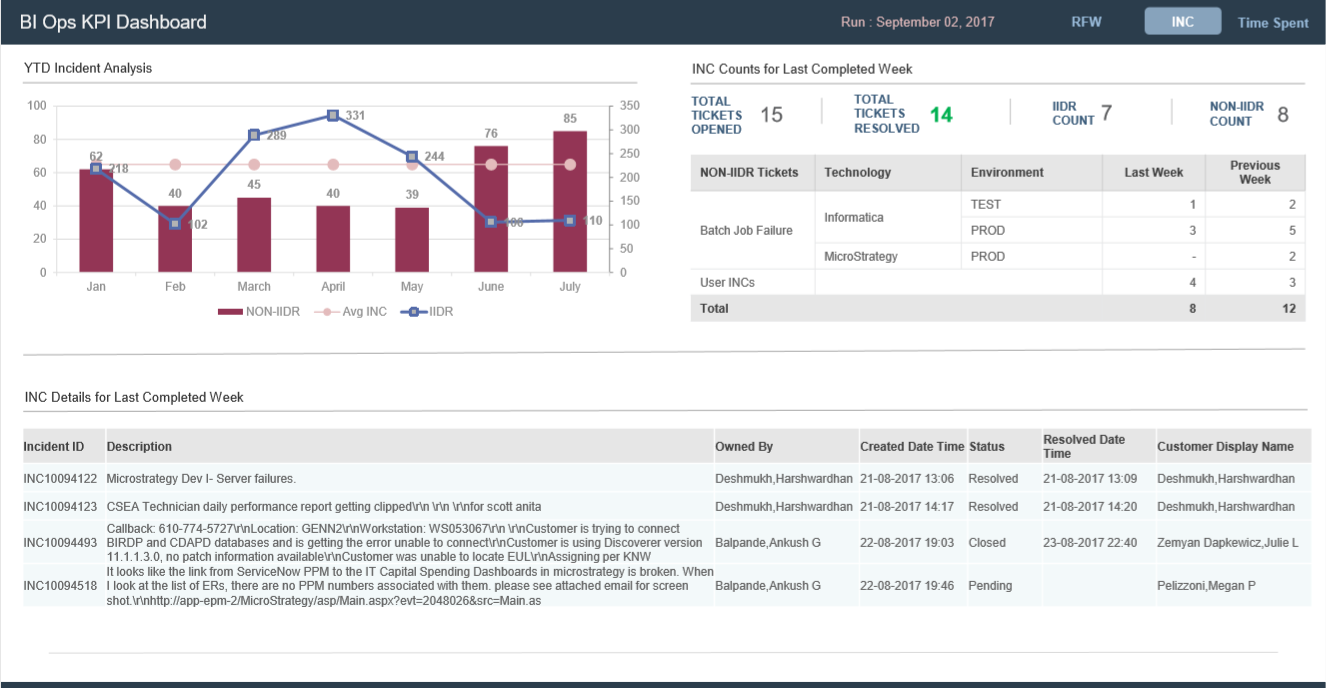 BI Ops KPI Dashboard
Run : September 02, 2017
RFW
INC
Time Spent
YTD Incident Analysis
100
80
60
40
20
0
350
300
250
200
150
100
50
0
62
40
45
40
39
76
85
218
102
289
331
244
110
Jan
Feb
March
April
May
June
July
NON-IIDR
Avg INC
IIDR
INC Counts for Last Completed Week
TOTAL
TICKETS
OPENED
15
TOTAL
TICKETS
RESOLVED
14
IIDR
COUNT
7
NON-IIDR
COUNT
8
NON-IIDR Tickets Technology Environment Last Week Previous
Week
Batch Job Failure
Informatica
TEST 1 2
PROD 3 5
MicroStrategy PROD - 2
User INCs 4 3
Total 8 12
INC Details for Last Completed Week
Incident ID Description Owned By Created Date Time Status Resolved Date
Time
Customer Display Name
INC10094122 Microstrategy Dev I- Server failures. Deshmukh,Harshwardhan 21-08-2017 13:06 Resolved 21-08-2017 13:09 Deshmukh,Harshwardhan
INC10094123 CSEA Technician daily performance report getting clipped\r\n \r\n \r\nfor scott anita Deshmukh,Harshwardhan 21-08-2017 14:17 Resolved 21-08-2017 14:20 Deshmukh,Harshwardhan
Callback: 610-774-5727\r\nLocation: GENN2\r\nWorkstation: WS053067\r\n \r\nCustomer is trying to connect
INC10094493 BIRDP and CDAPD databases and is getting the error unable to connect\r\nCustomer is using Discoverer version Balpande,Ankush G 22-08-2017 19:03 Closed 23-08-2017 22:40 Zemyan Dapkewicz,Julie L
11.1.1.3.0, no patch information available\r\nCustomer was unable to locate EUL\r\nAssigning per KNW
It looks like the link from ServiceNow PPM to the IT Capital Spending Dashboards in microstrategy is broken. When
INC10094518 I look at the list of ERs, there are no PPM numbers associated with them. please see attached email for screen Balpande,Ankush G 22-08-2017 19:46 Pending Pelizzoni,Megan P
shot.\r\nhttp://app-epm-2/MicroStrategy/asp/Main.aspx?evt=2048026&src=Main.as